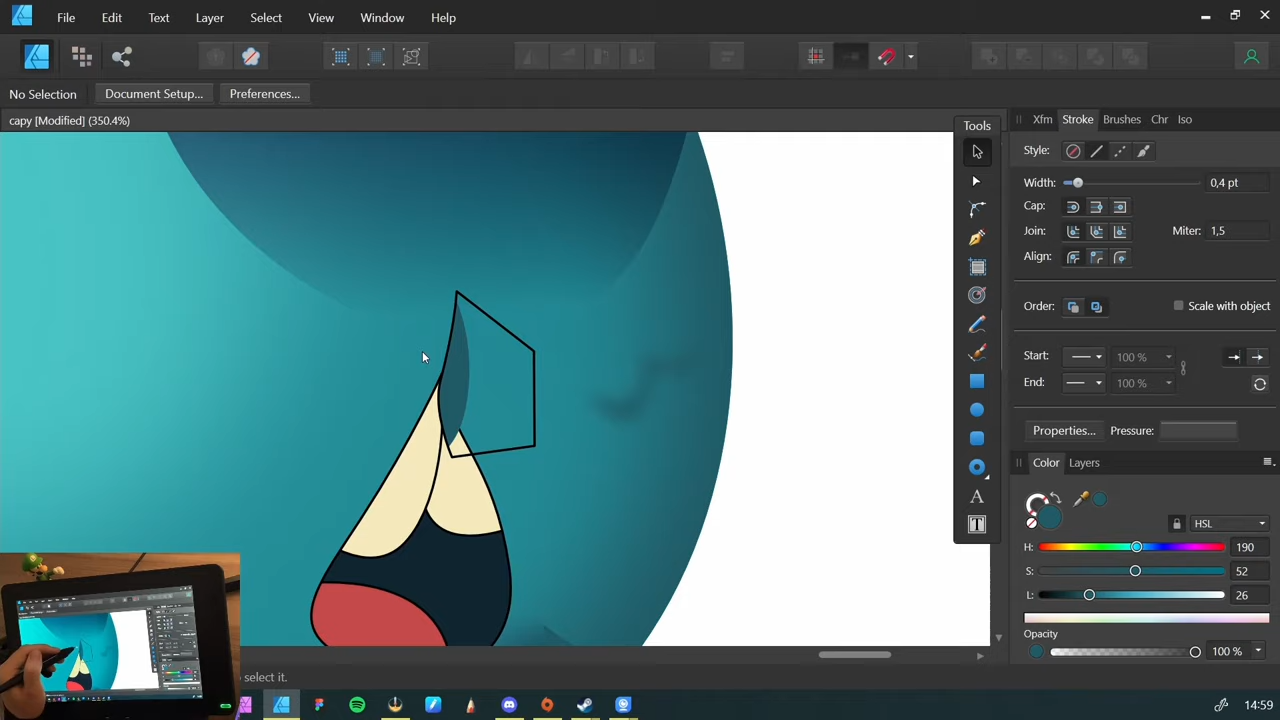 File Edit Text Layer Select View Window Help
No Selection Document Setup... Preferences...
capy [Modified] (350.4%)
Tools
A
T
Xfm Stroke Brushes Chr Iso
Style:
Width: 0,4 pt
Cap:
Join: Miter: 1,5
Align:
Order: Scale with object
Start: 100 %
End: 100 %
Properties... Pressure:
Color Layers
HSL
H: 190
S: 52
L: 26
Opacity
100 %
select it.
14:59